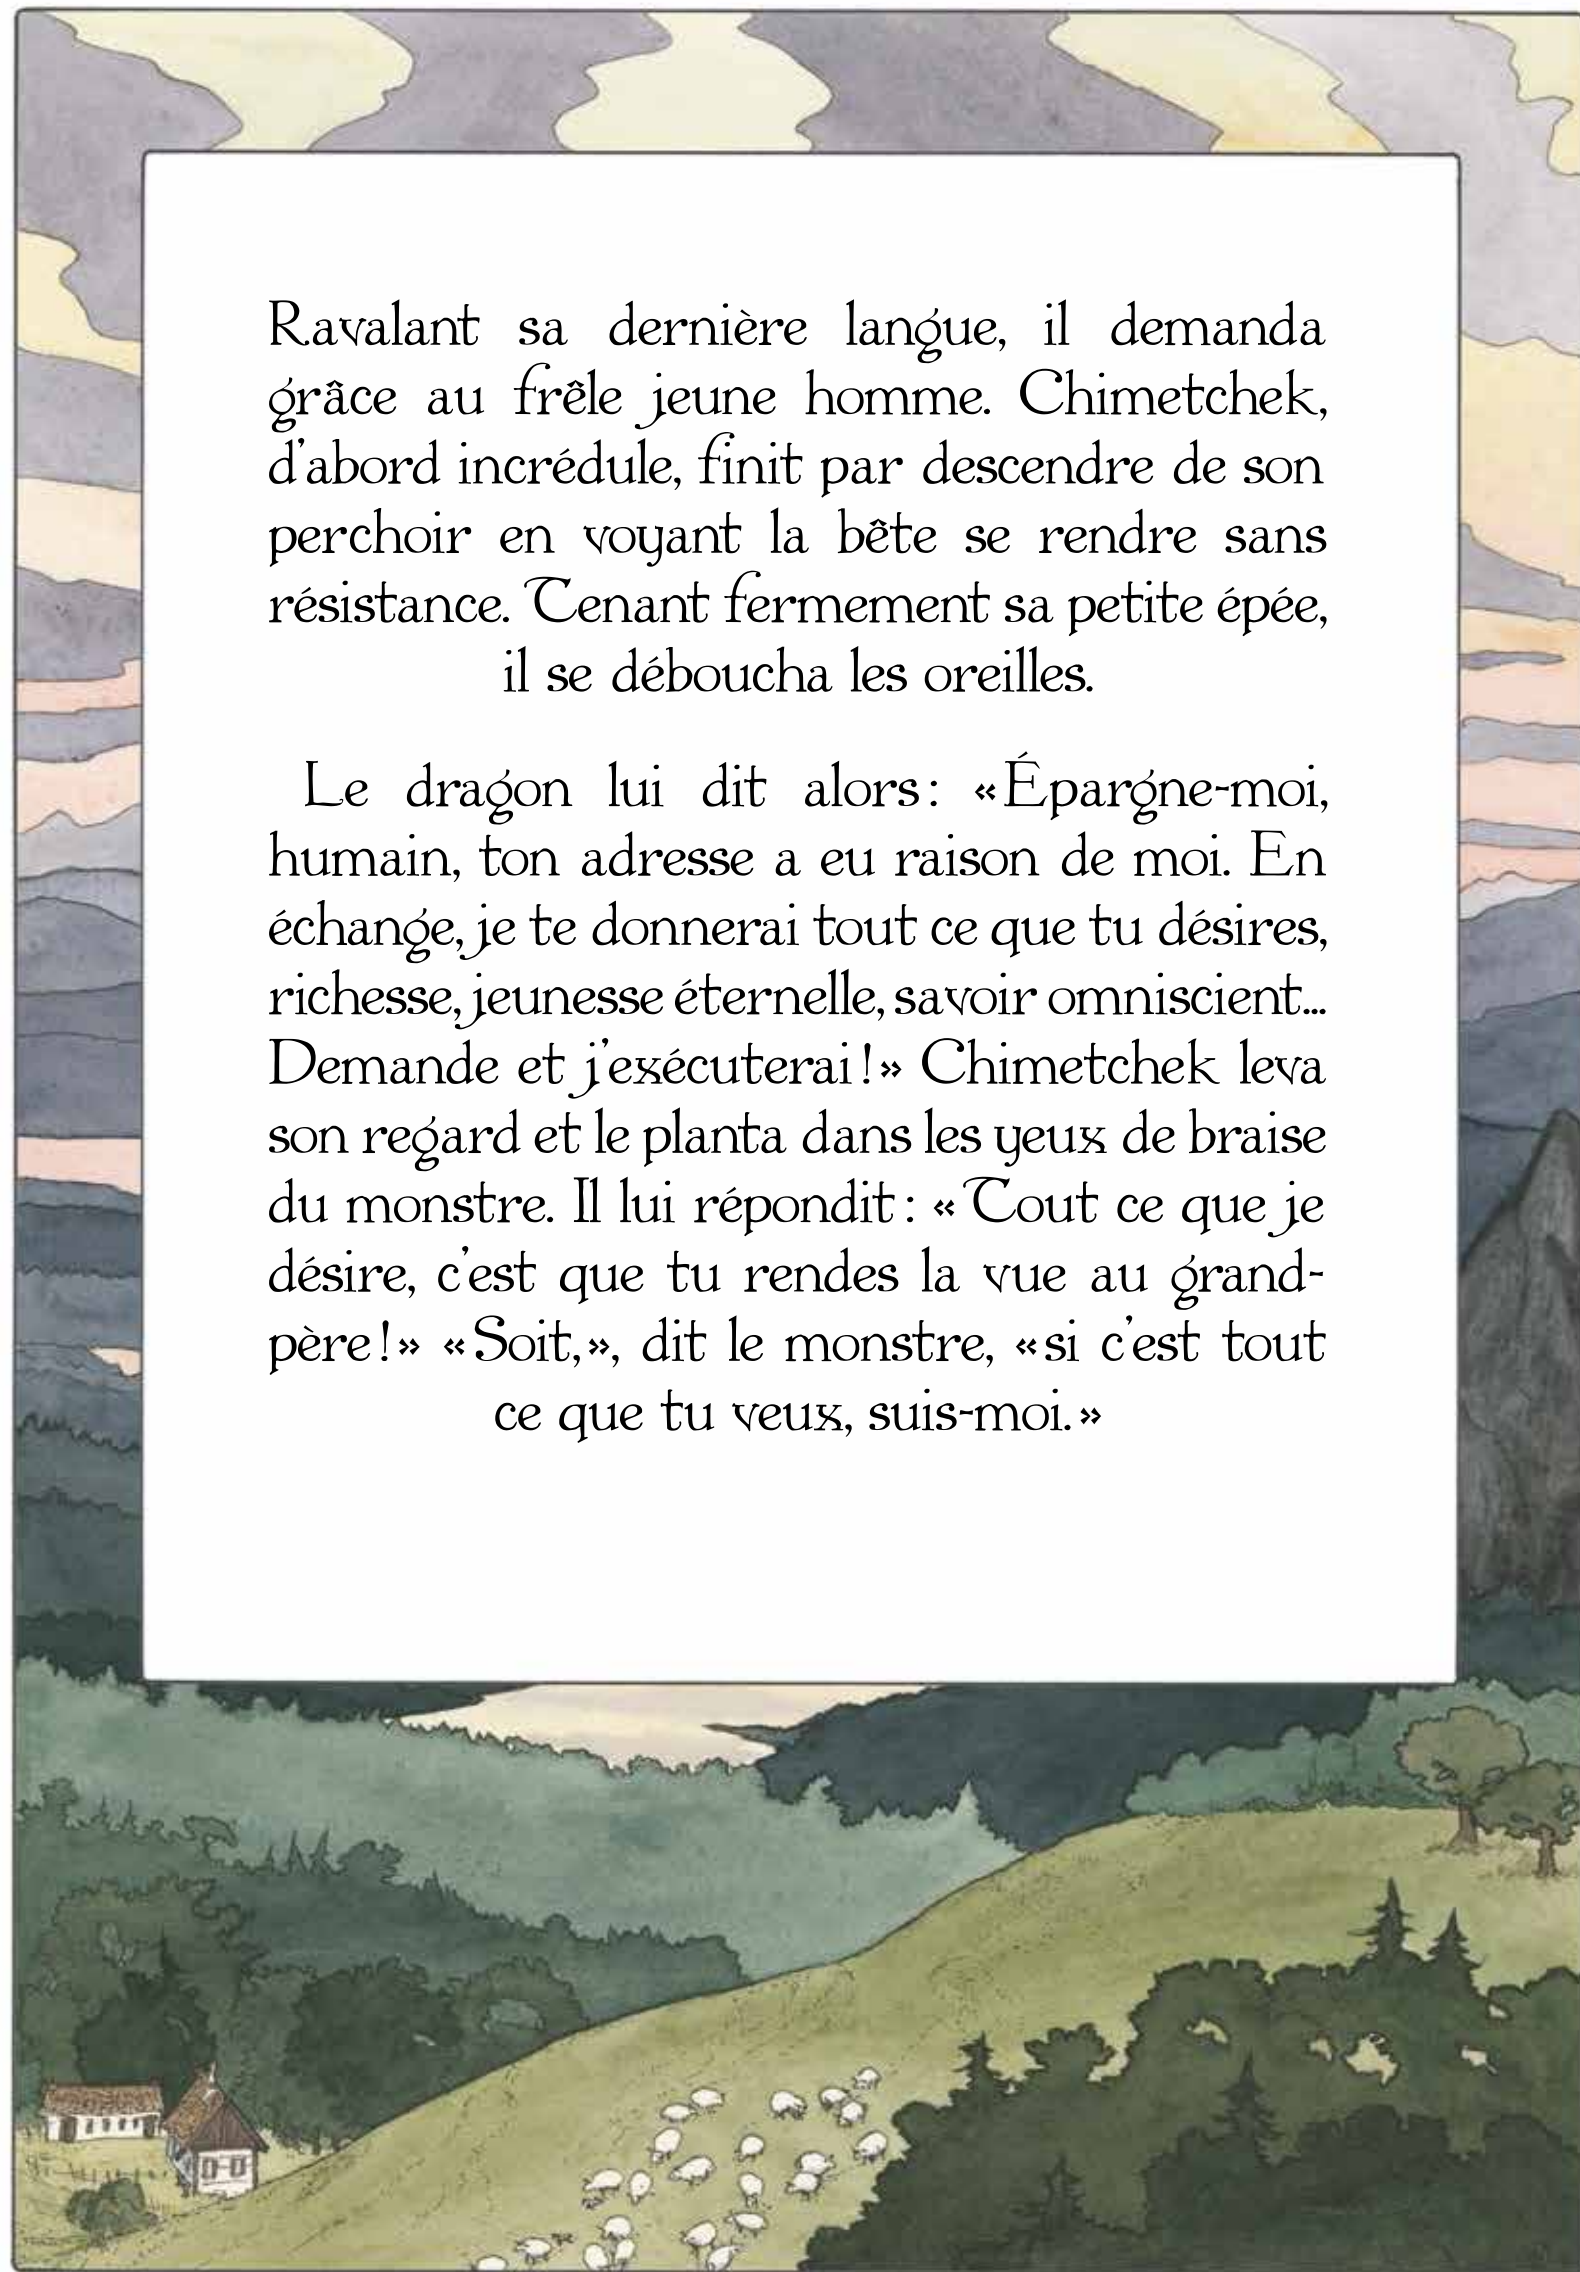 Ravalant sa dernière langue, il demanda
grâce au frêle jeune homme. Chimetchek,
d'abord incrédule, finit par descendre de son
perchoir en voyant la bête se rendre sans
résistance. Tenant fermement sa petite épée,
il se déboucha les oreilles.
Le dragon lui dit alors : « Épargne-moi,
humain, ton adresse a eu raison de moi. En
échange, je te donnerai tout ce que tu désires,
richesse, jeunesse éternelle, savoir omniscient...
Demande et j'exécuterai ! » Chimetchek leva
son regard et le planta dans les yeux de braise
du monstre. Il lui répondit : « Tout ce que je
désire, c'est que tu rendes la vue au grand-
père ! » « Soit, », dit le monstre, « si c'est tout
ce que tu veux, suis-moi. »